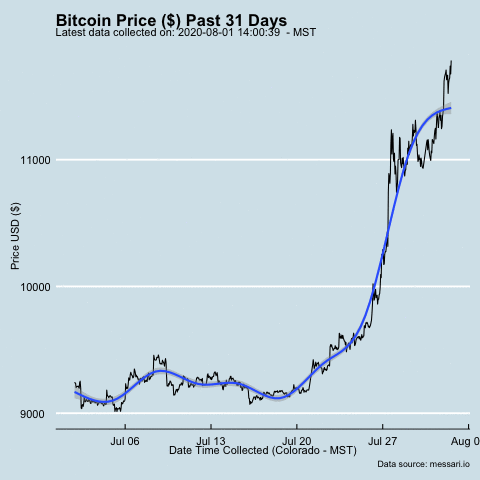 Bitcoin Price ($) Past 31 Days
Latest data collected on: 2020-08-01 14:00:39 - MST
Price USD ($)
11000
10000
9000
Jul 06 Jul 13 Jul 20 Jul 27 Aug 0
Date Time Collected (Colorado - MST)
Data source: messari.io